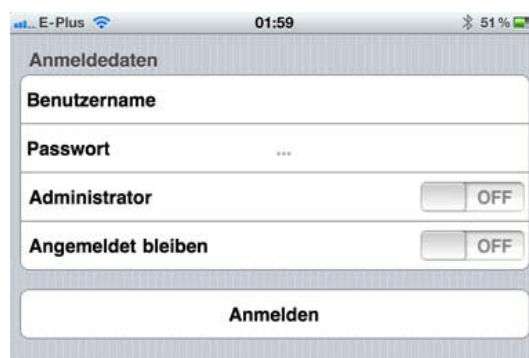 E-Plus 01:59 51 %
Anmeldedaten
Benutzername
Passwort ...
Administrator OFF
Angemeldet bleiben OFF
Anmelden